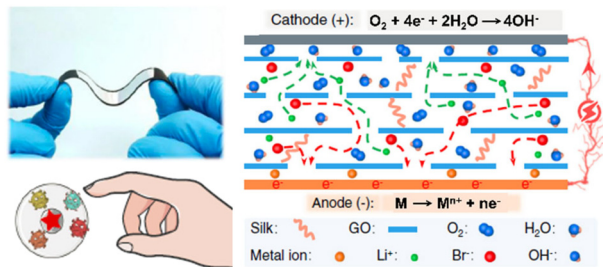 Cathode (+): O₂ + 4e⁻ + 2H₂O → 4OH⁻
e⁻ e⁻ e⁻ e⁻ e⁻ e⁻
Anode (-): M → Mⁿ⁺ + ne⁻
Silk: GO: O₂: H₂O:
Metal ion: Li⁺: Br⁻: OH⁻: